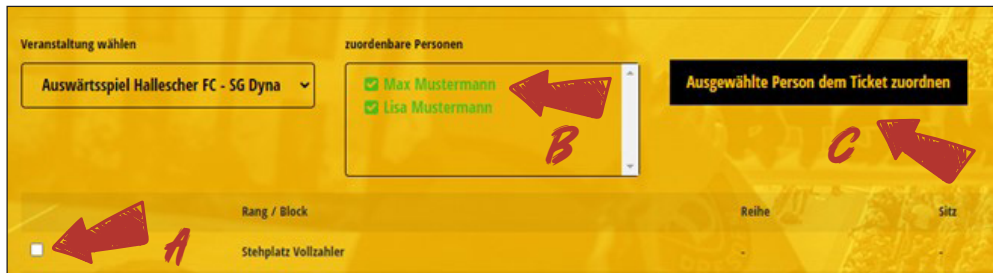 Veranstaltung wählen
zuordenbare Personen
Auswärtsspiel Hallescher FC - SG Dyna
Max Mustermann
Lisa Mustermann
Ausgewählte Person dem Ticket zuordnen
B
C
Rang / Block
Reihe
Sitz
A
Stehplatz Vollzahler
-
-